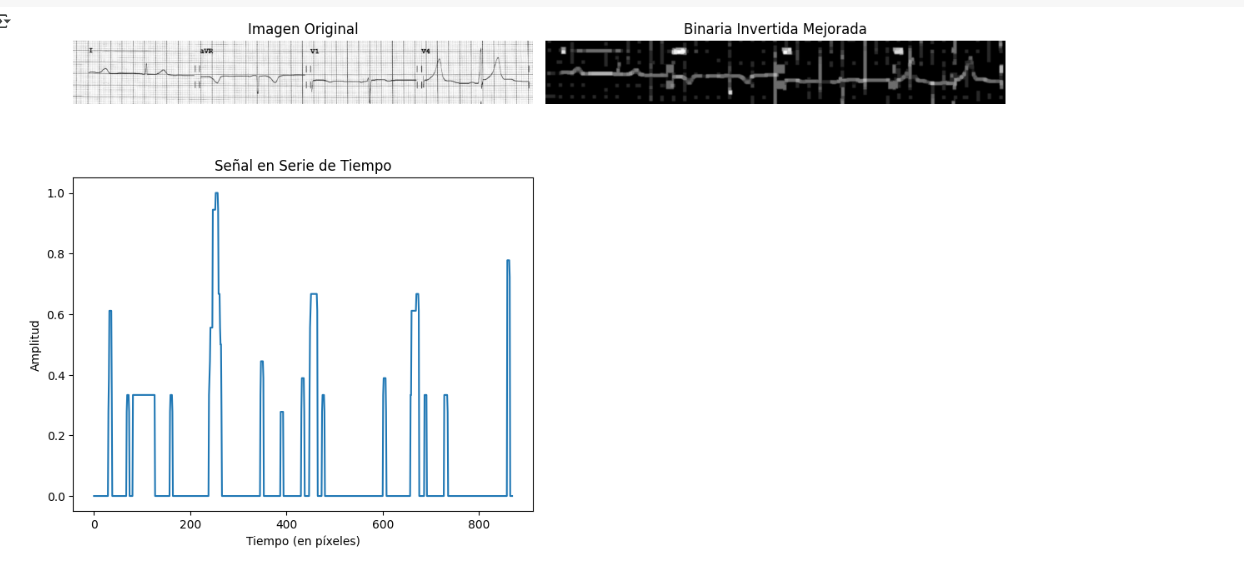 Imagen Original
Binaria Invertida Mejorada
I
aVR
V1
V4
Señal en Serie de Tiempo
1.0
0.8
0.6
0.4
0.2
0.0
Amplitud
0
200
400
600
800
Tiempo (en píxeles)